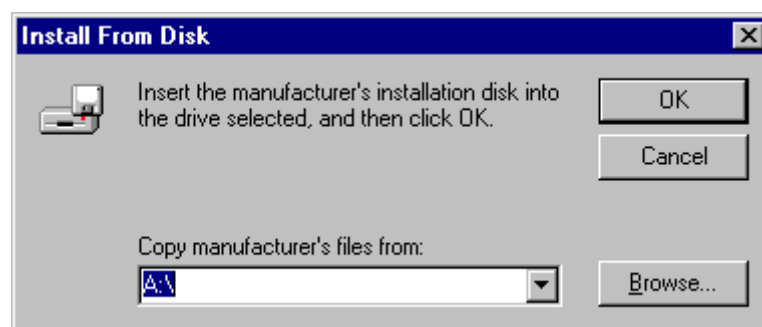 Install From Disk
Insert the manufacturer's installation disk into
the drive selected, and then click OK.
OK
Cancel
Copy manufacturer's files from:
A:\
Browse...